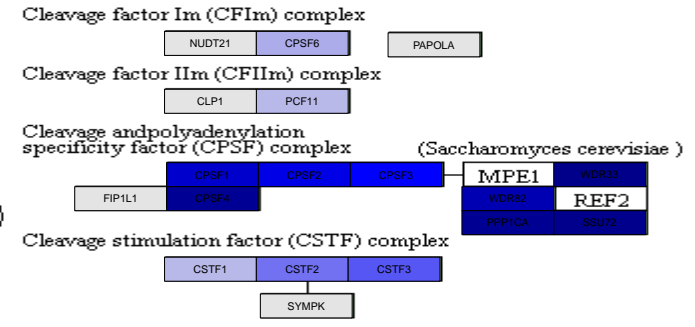 Cleavage factor Im (CFIm) complex
NUDT21 CPSF6 PAPOLA
Cleavage factor IIm (CFIIm) complex
CLP1 PCF11
Cleavage andpolyadenylation
specificity factor (CPSF) complex (Saccharomyces cerevisiae )
CPSF1 CPSF2 CPSF3 MPE1 WDR33
FIP1L1 CPSF4 WDR82 REF2
PPP1CA SSU72
)
Cleavage stimulation factor (CSTF) complex
CSTF1 CSTF2 CSTF3
SYMPK